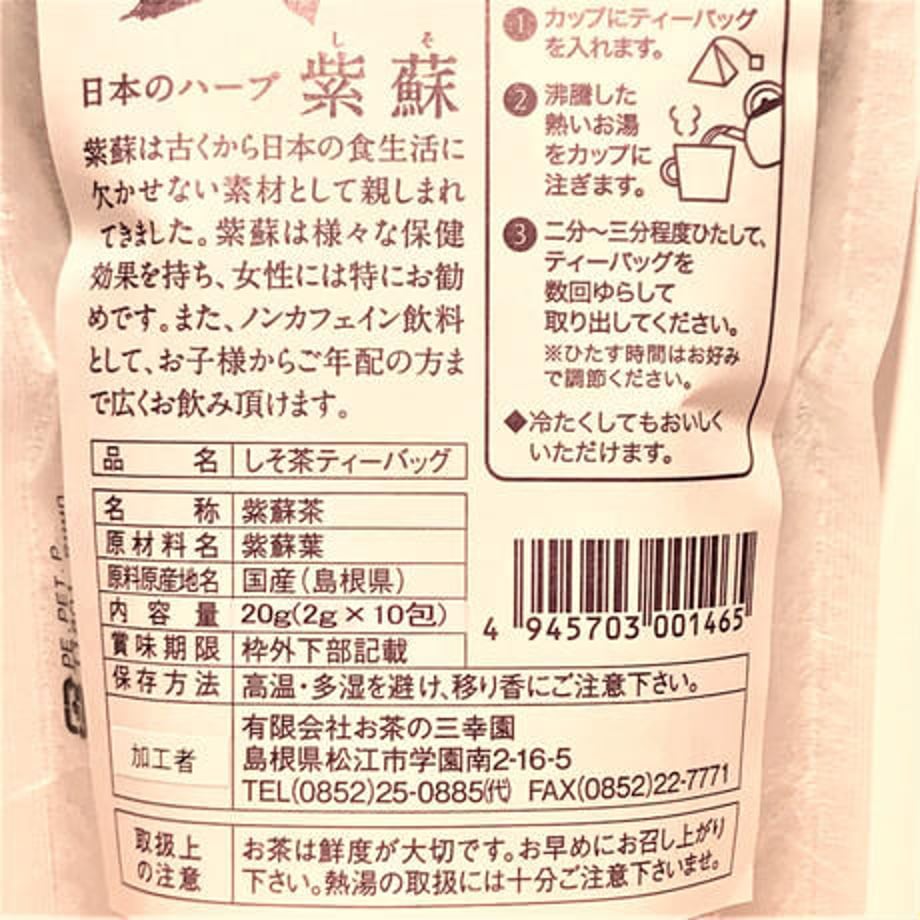 しそ
日本のハーブ 紫蘇
紫蘇は古くから日本の食生活に
欠かせない素材として親しまれ
てきました。紫蘇は様々な保健
効果を持ち、女性には特にお勧
めです。また、ノンカフェイン飲料
として、お子様からご年配の方ま
で広くお飲み頂けます。
1 カップにティーバッグ
を入れます。
2 沸騰した
熱いお湯
をカップに
注ぎます。
3 二分〜三分程度ひたして、
ティーバッグを
数回ゆらして
取り出してください。
※ひたす時間はお好み
で調節ください。
◆冷たくしてもおいしく
いただけます。
品名 しそ茶ティーバッグ
名称 紫蘇茶
原材料名 紫蘇葉
原料原産地名 国産(島根県)
内容量 20g(2g×10包)
賞味期限 枠外下部記載
保存方法 高温・多湿を避け、移り香にご注意下さい。
加工者 有限会社お茶の三幸園
島根県松江市学園南2-16-5
TEL(0852)25-0885㈹ FAX(0852)22-7771
取扱上
の注意
お茶は鮮度が大切です。お早めにお召し上がり
下さい。熱湯の取扱には十分ご注意下さいませ。
4 945703 001465
PE, PET, P